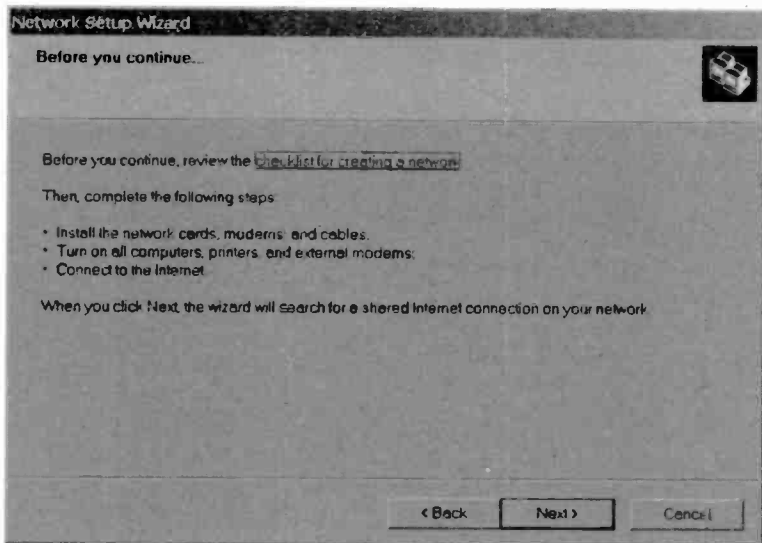 Network Setup Wizard
Before you continue...
Before you continue, review the checklist for creating a network.
Then, complete the following steps:
• Install the network cards, modems, and cables.
• Turn on all computers, printers, and external modems.
• Connect to the Internet.
When you click Next, the wizard will search for a shared Internet connection on your network.
< Back
Next >
Cancel